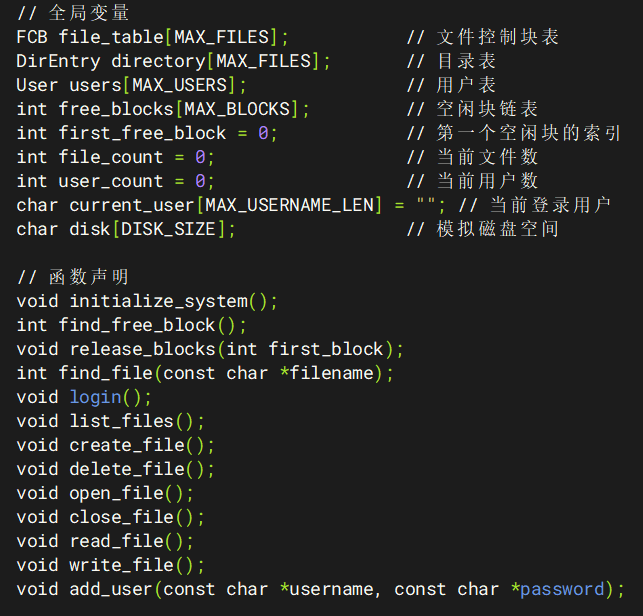 // 全局变量
FCB file_table[MAX_FILES];           // 文件控制块表
DirEntry directory[MAX_FILES];       // 目录表
User users[MAX_USERS];               // 用户表
int free_blocks[MAX_BLOCKS];         // 空闲块链表
int first_free_block = 0;            // 第一个空闲块的索引
int file_count = 0;                  // 当前文件数
int user_count = 0;                  // 当前用户数
char current_user[MAX_USERNAME_LEN] = ""; // 当前登录用户
char disk[DISK_SIZE];                // 模拟磁盘空间

// 函数声明
void initialize_system();
int find_free_block();
void release_blocks(int first_block);
int find_file(const char *filename);
void login();
void list_files();
void create_file();
void delete_file();
void open_file();
void close_file();
void read_file();
void write_file();
void add_user(const char *username, const char *password);